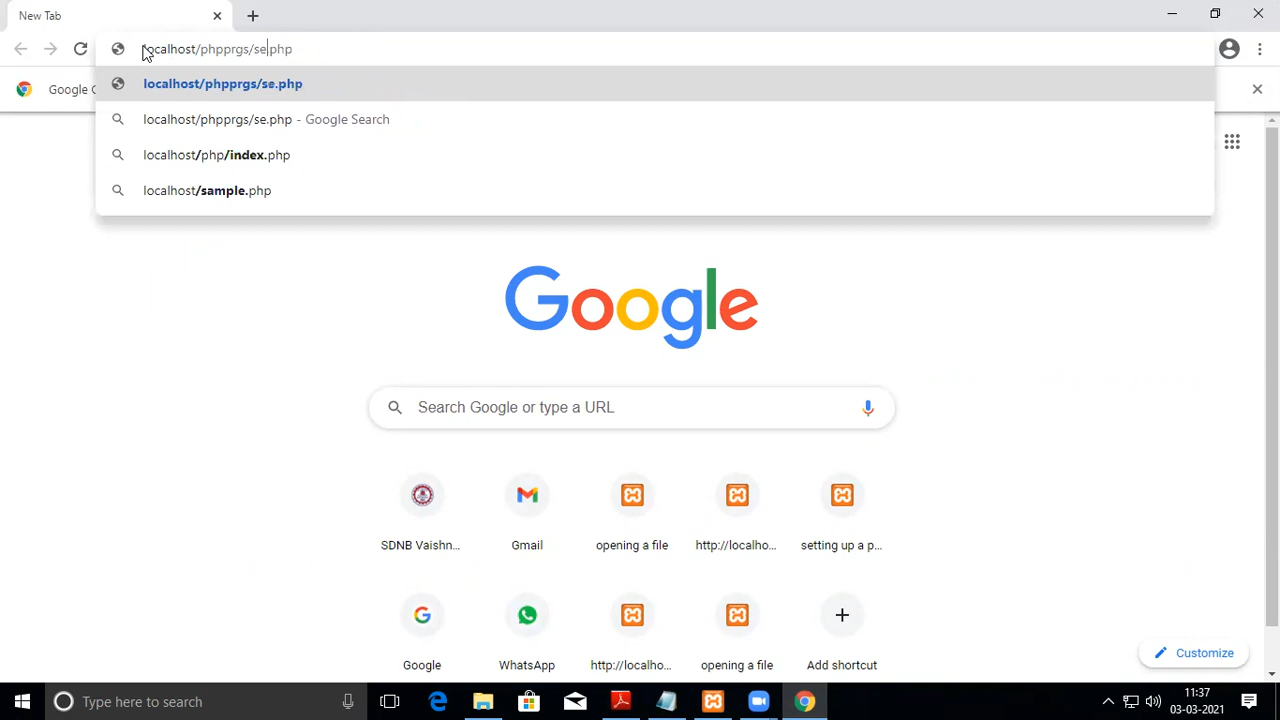 New Tab
localhost/phpprgs/se.php
localhost/phpprgs/se.php
localhost/phpprgs/se.php - Google Search
localhost/php/index.php
localhost/sample.php
Google
Google
Search Google or type a URL
SDNB Vaishn...
Gmail
opening a file
http://localho...
setting up a p...
Google
WhatsApp
http://localho...
opening a file
Add shortcut
Customize
Type here to search
11:37
03-03-2021